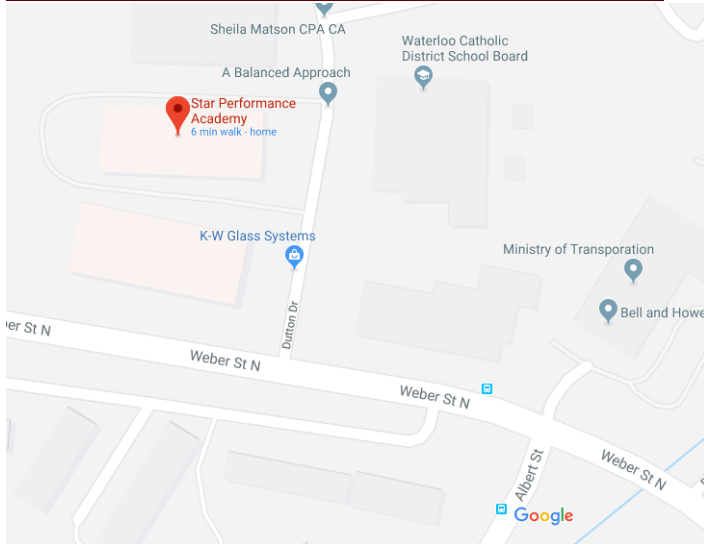 Sheila Matson CPA CA
Waterloo Catholic
District School Board
A Balanced Approach
Star Performance
Academy
6 min walk - home
K-W Glass Systems
Ministry of Transporation
Bell and Howe
Dutton Dr
ber St N
Weber St N
Weber St N
Albert St
Weber St N
Google